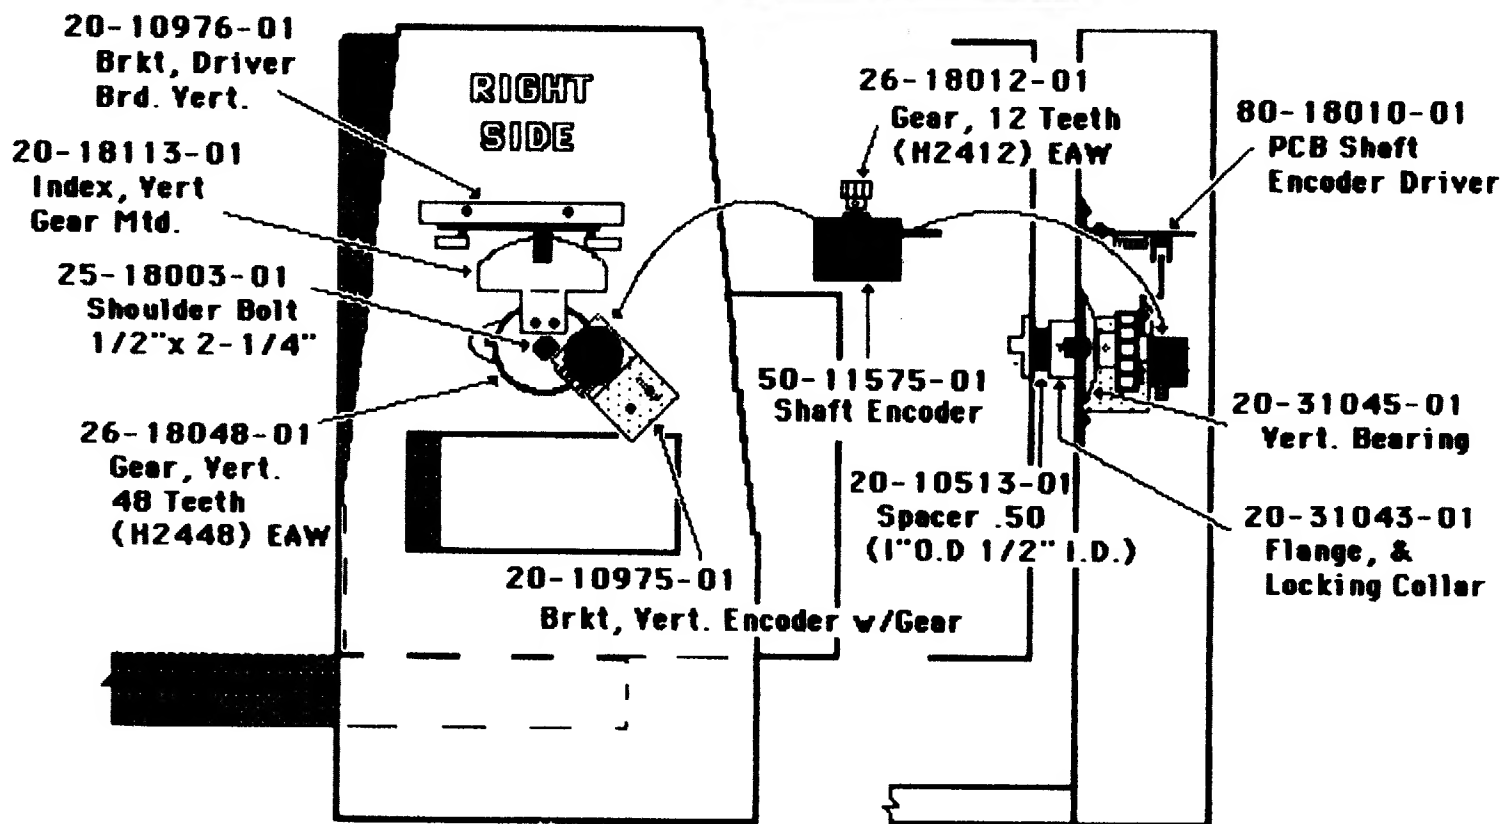 20-10976-01
Brkt, Driver
Brd. Vert.
RIGHT
SIDE
20-18113-01
Index, Vert
Gear Mtd.
25-18003-01
Shoulder Bolt
1/2"x 2-1/4"
26-18048-01
Gear, Vert.
48 Teeth
(H2448) EAW
20-10975-01
Brkt, Vert. Encoder w/Gear
26-18012-01
Gear, 12 Teeth
(H2412) EAW
50-11575-01
Shaft Encoder
20-10513-01
Spacer .50
(1"O.D 1/2" I.D.)
80-18010-01
PCB Shaft
Encoder Driver
20-31045-01
Vert. Bearing
20-31043-01
Flange, &
Locking Collar